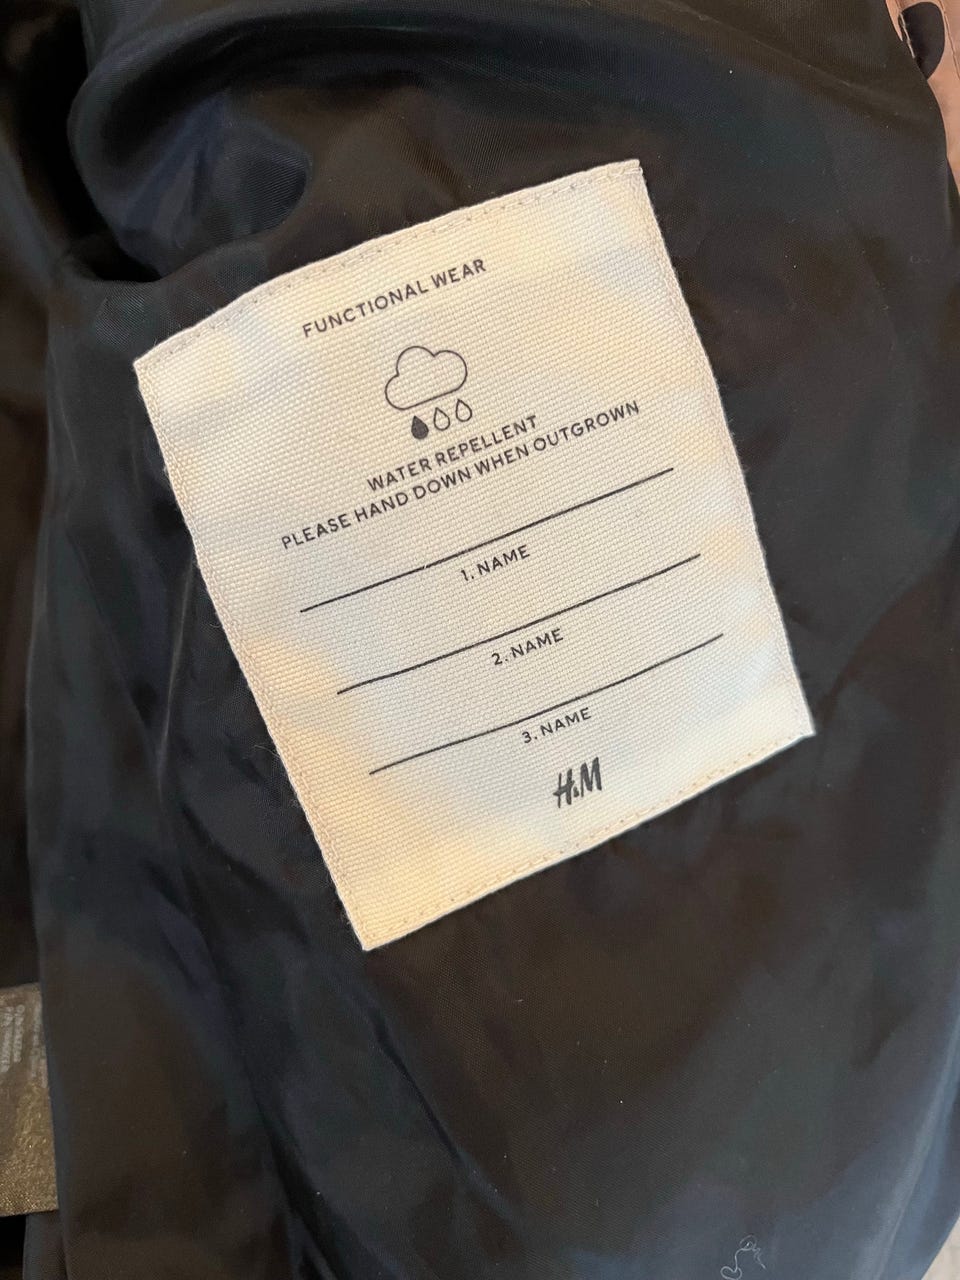 FUNCTIONAL WEAR
WATER REPELLENT
PLEASE HAND DOWN WHEN OUTGROWN
1. NAME
2. NAME
3. NAME
H&M